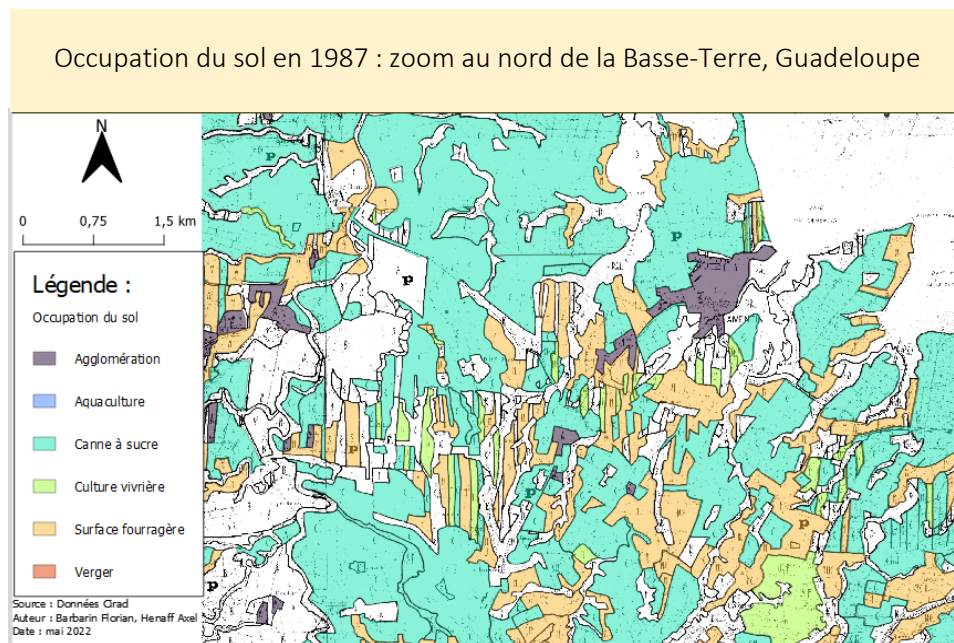 Occupation du sol en 1987 : zoom au nord de la Basse-Terre, Guadeloupe
N
0 0,75 1,5 km
Légende :
Occupation du sol
Agglomération
Aquaculture
Canne à sucre
Culture vivrière
Surface fourragère
Verger
Source : Données Cirad
Auteur : Barbarin Florian, Henaff Axel
Date : mai 2022
P
P
P
P
P
P
P